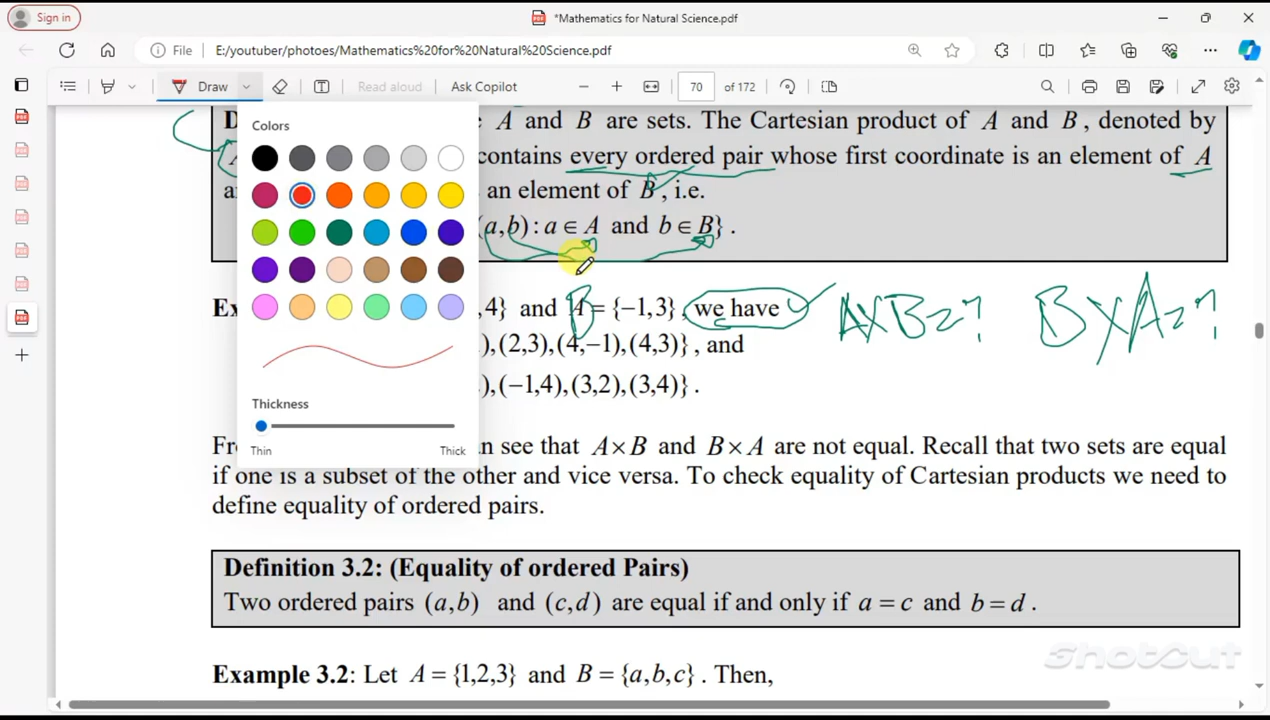 Sign in
*Mathematics for Natural Science.pdf
File E:/youtube/photoes/Mathematics%20for%20Natural%20Science.pdf
Draw Read aloud Ask Copilot 70 of 172
Colors
Thickness
Thin Thick
A and B are sets. The Cartesian product of A and B, denoted by
contains every ordered pair whose first coordinate is an element of A
an element of B, i.e.
a,b) : a ∈ A and b ∈ B} .
Ex ,4} and A = {−1,3} , we have A×B=? B×A=?
B
), (2,3), (4,−1), (4,3)} , and
), (−1,4), (3,2), (3,4)} .
Fr n see that A×B and B×A are not equal. Recall that two sets are equal
if one is a subset of the other and vice versa. To check equality of Cartesian products we need to
define equality of ordered pairs.
Definition 3.2: (Equality of ordered Pairs)
Two ordered pairs (a,b) and (c,d) are equal if and only if a = c and b = d .
Example 3.2: Let A = {1,2,3} and B = {a,b,c} . Then,
SHOTCUT